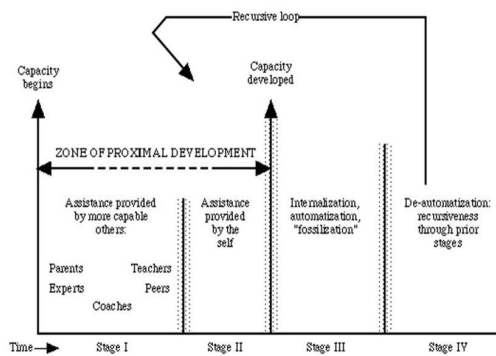 Recursive loop
Capacity
begins
Capacity
developed
ZONE OF PROXIMAL DEVELOPMENT
Assistance provided
by more capable
others:
Parents
Teachers
Experts
Peers
Coaches
Assistance
provided
by the
self
Internalization,
automatization,
"fossilization"
De-automatization:
recursiveness
through prior
stages
Time
Stage I
Stage II
Stage III
Stage IV